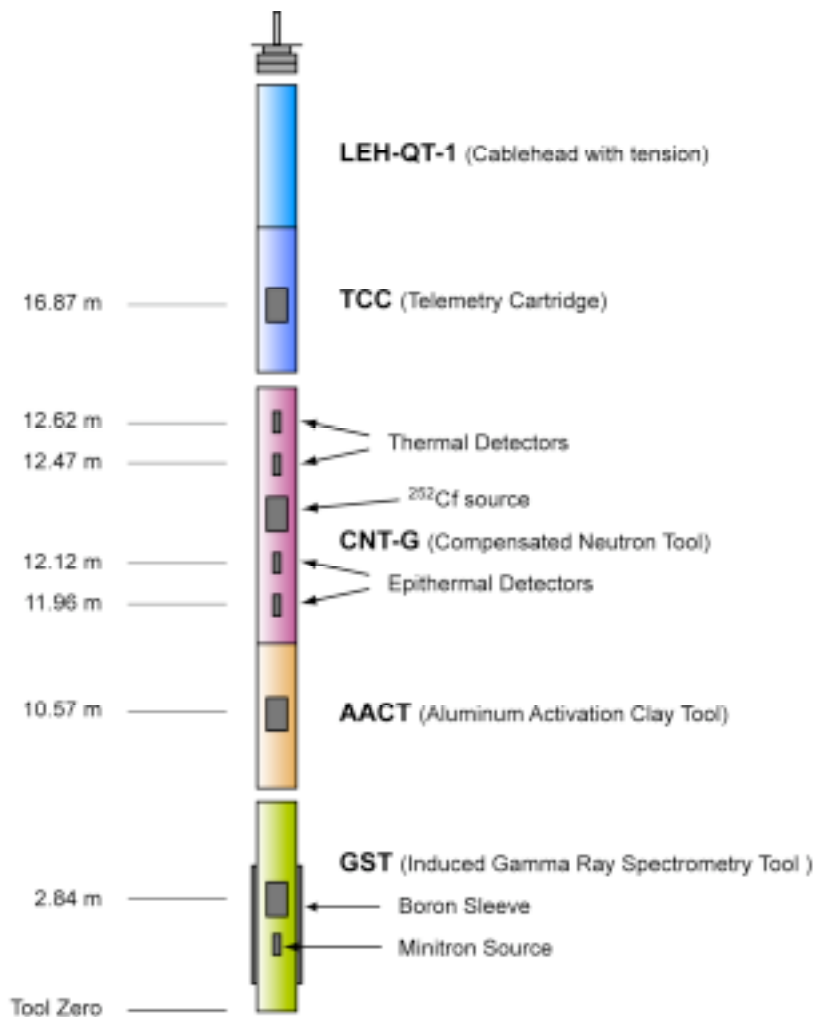 LEH-QT-1 (Cablehead with tension)
16.87 m
TCC (Telemetry Cartridge)
12.62 m
Thermal Detectors
12.47 m
252Cf source
CNT-G (Compensated Neutron Tool)
12.12 m
Epithermal Detectors
11.96 m
10.57 m
AACT (Aluminum Activation Clay Tool)
GST (Induced Gamma Ray Spectrometry Tool )
2.84 m
Boron Sleeve
Minitron Source
Tool Zero